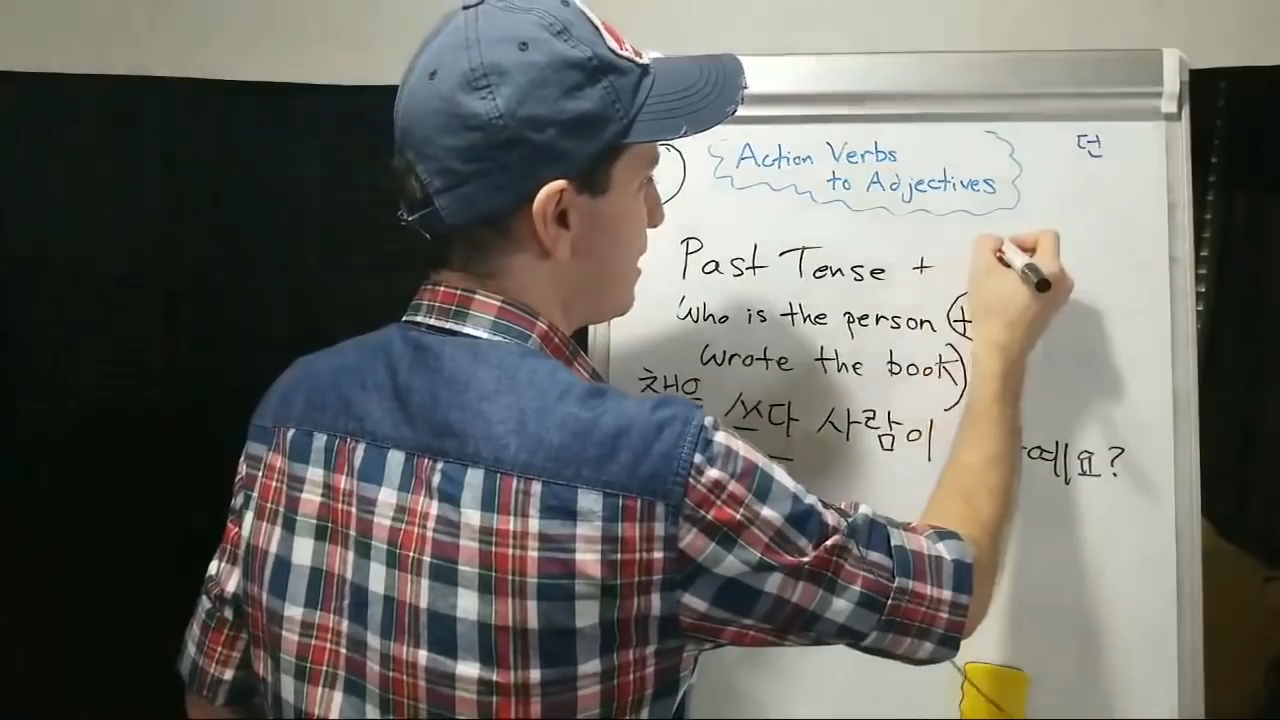 Action Verbs
to Adjectives
던
Past Tense +
Who is the person (+
wrote the book)
책을 쓰다 사람이
예요?